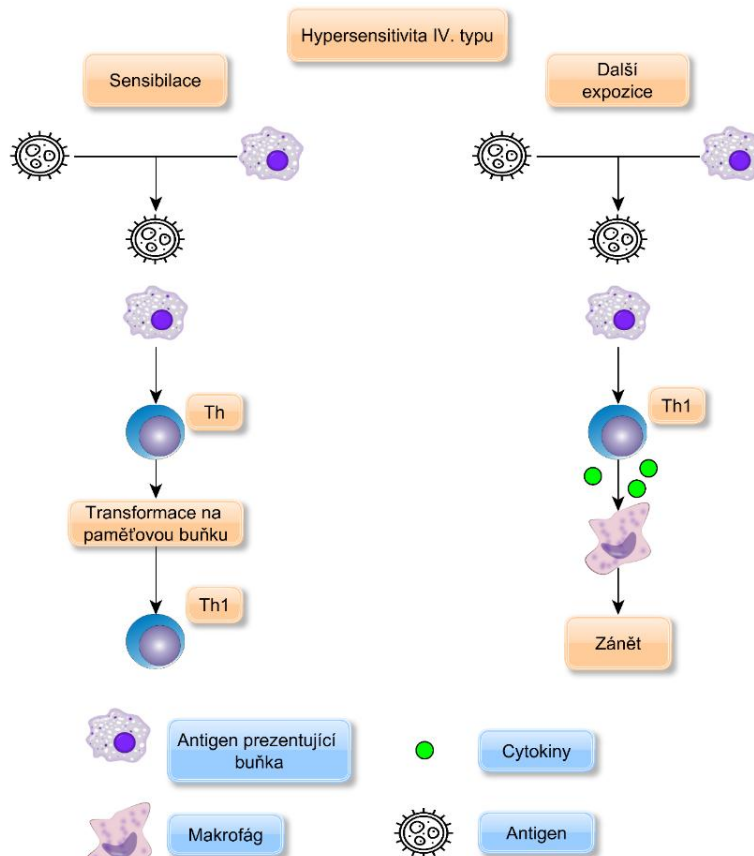 Hypersensitivita IV. typu
Sensibilace
Další
expozice
Th
Th1
Transformace na
paměťovou buňku
Th1
Zánět
Antigen prezentující
buňka
Cytokiny
Makrofág
Antigen